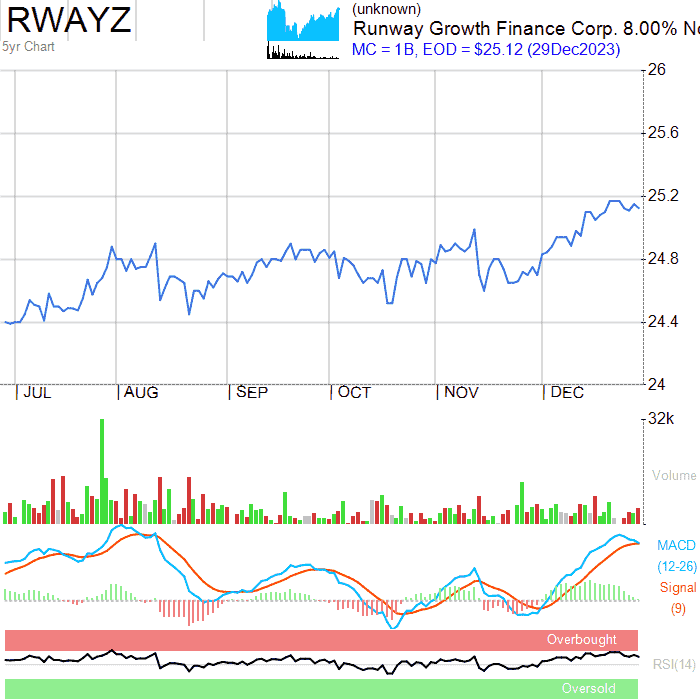 RWAYZ
5yr Chart
(unknown)
Runway Growth Finance Corp. 8.00% No
MC = 1B, EOD = $25.12 (29Dec2023)
26
25.6
25.2
24.8
24.4
24
JUL AUG SEP OCT NOV DEC
32k
Volume
MACD
(12-26)
Signal
(9)
Overbought
RSI(14)
Oversold